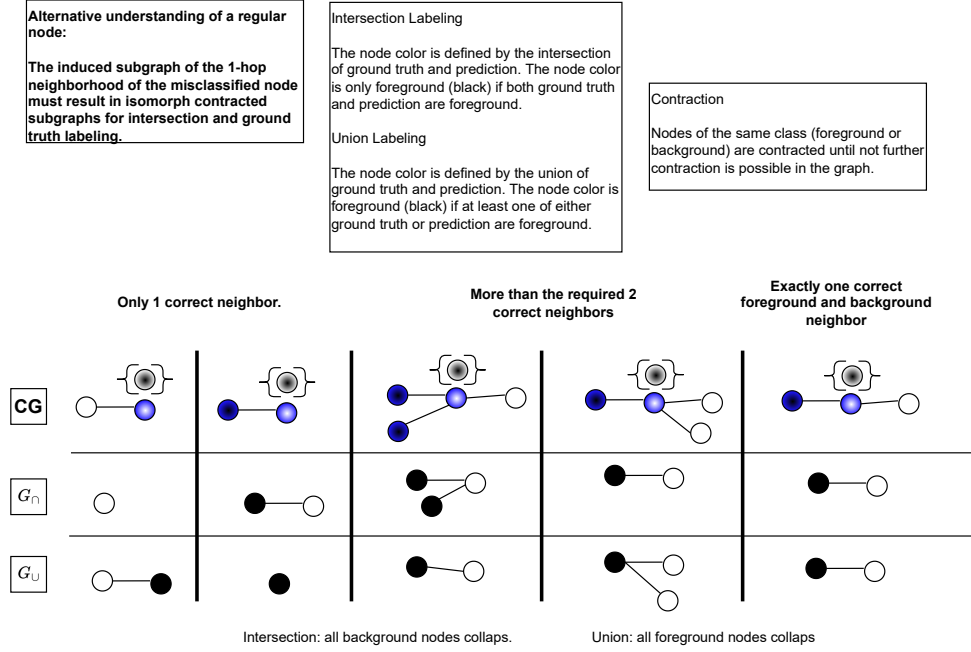 Alternative understanding of a regular
node:
The induced subgraph of the 1-hop
neighborhood of the misclassified node
must result in isomorph contracted
subgraphs for intersection and ground
truth labeling.
Intersection Labeling
The node color is defined by the intersection
of ground truth and prediction. The node color
is only foreground (black) if both ground truth
and prediction are foreground.
Union Labeling
The node color is defined by the union of
ground truth and prediction. The node color is
foreground (black) if at least one of either
ground truth or prediction are foreground.
Contraction
Nodes of the same class (foreground or
background) are contracted until not further
contraction is possible in the graph.
Only 1 correct neighbor.
More than the required 2
correct neighbors
Exactly one correct
foreground and background
neighbor
CG
G∩
G∪
Intersection: all background nodes collaps.
Union: all foreground nodes collaps